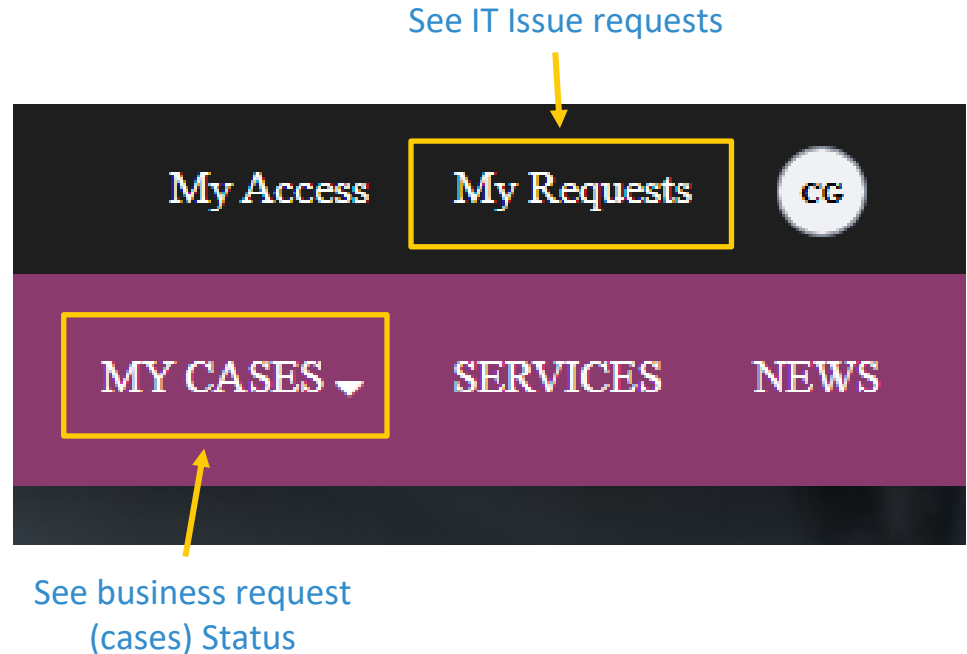 See IT Issue requests
My Access My Requests CG
MY CASES SERVICES NEWS
See business request
(cases) Status